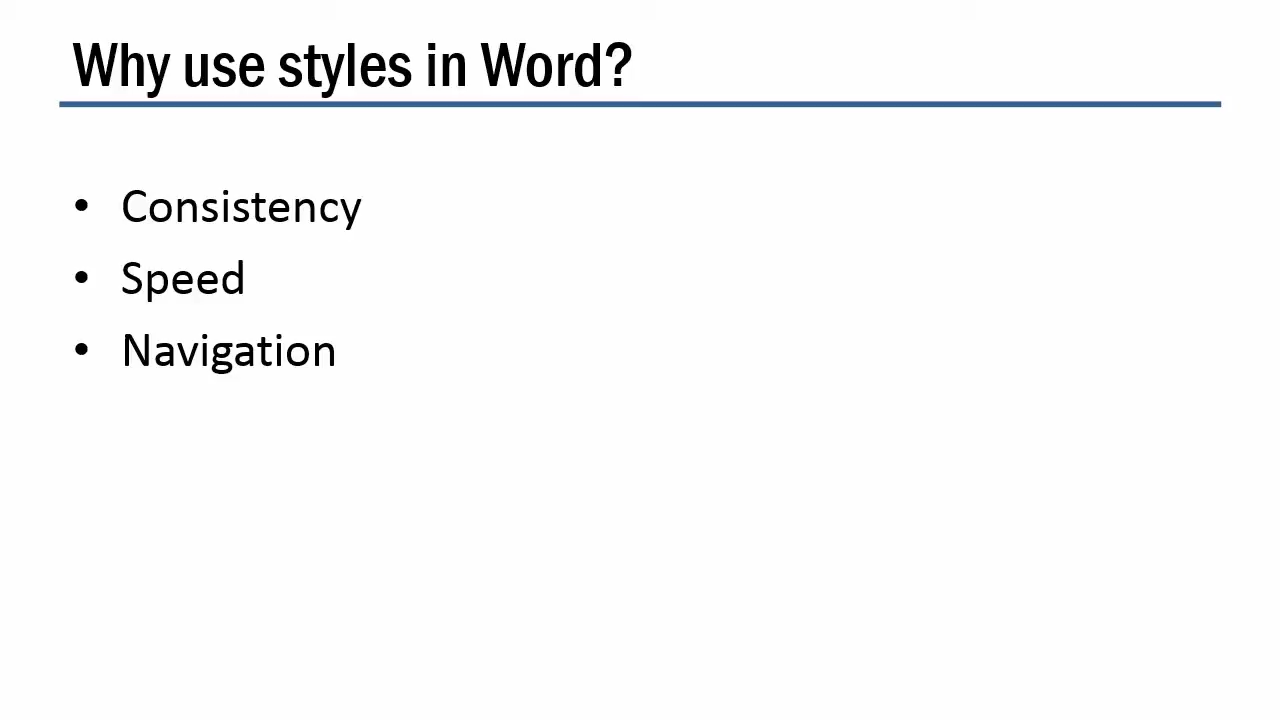 Why use styles in Word?
• Consistency
• Speed
• Navigation